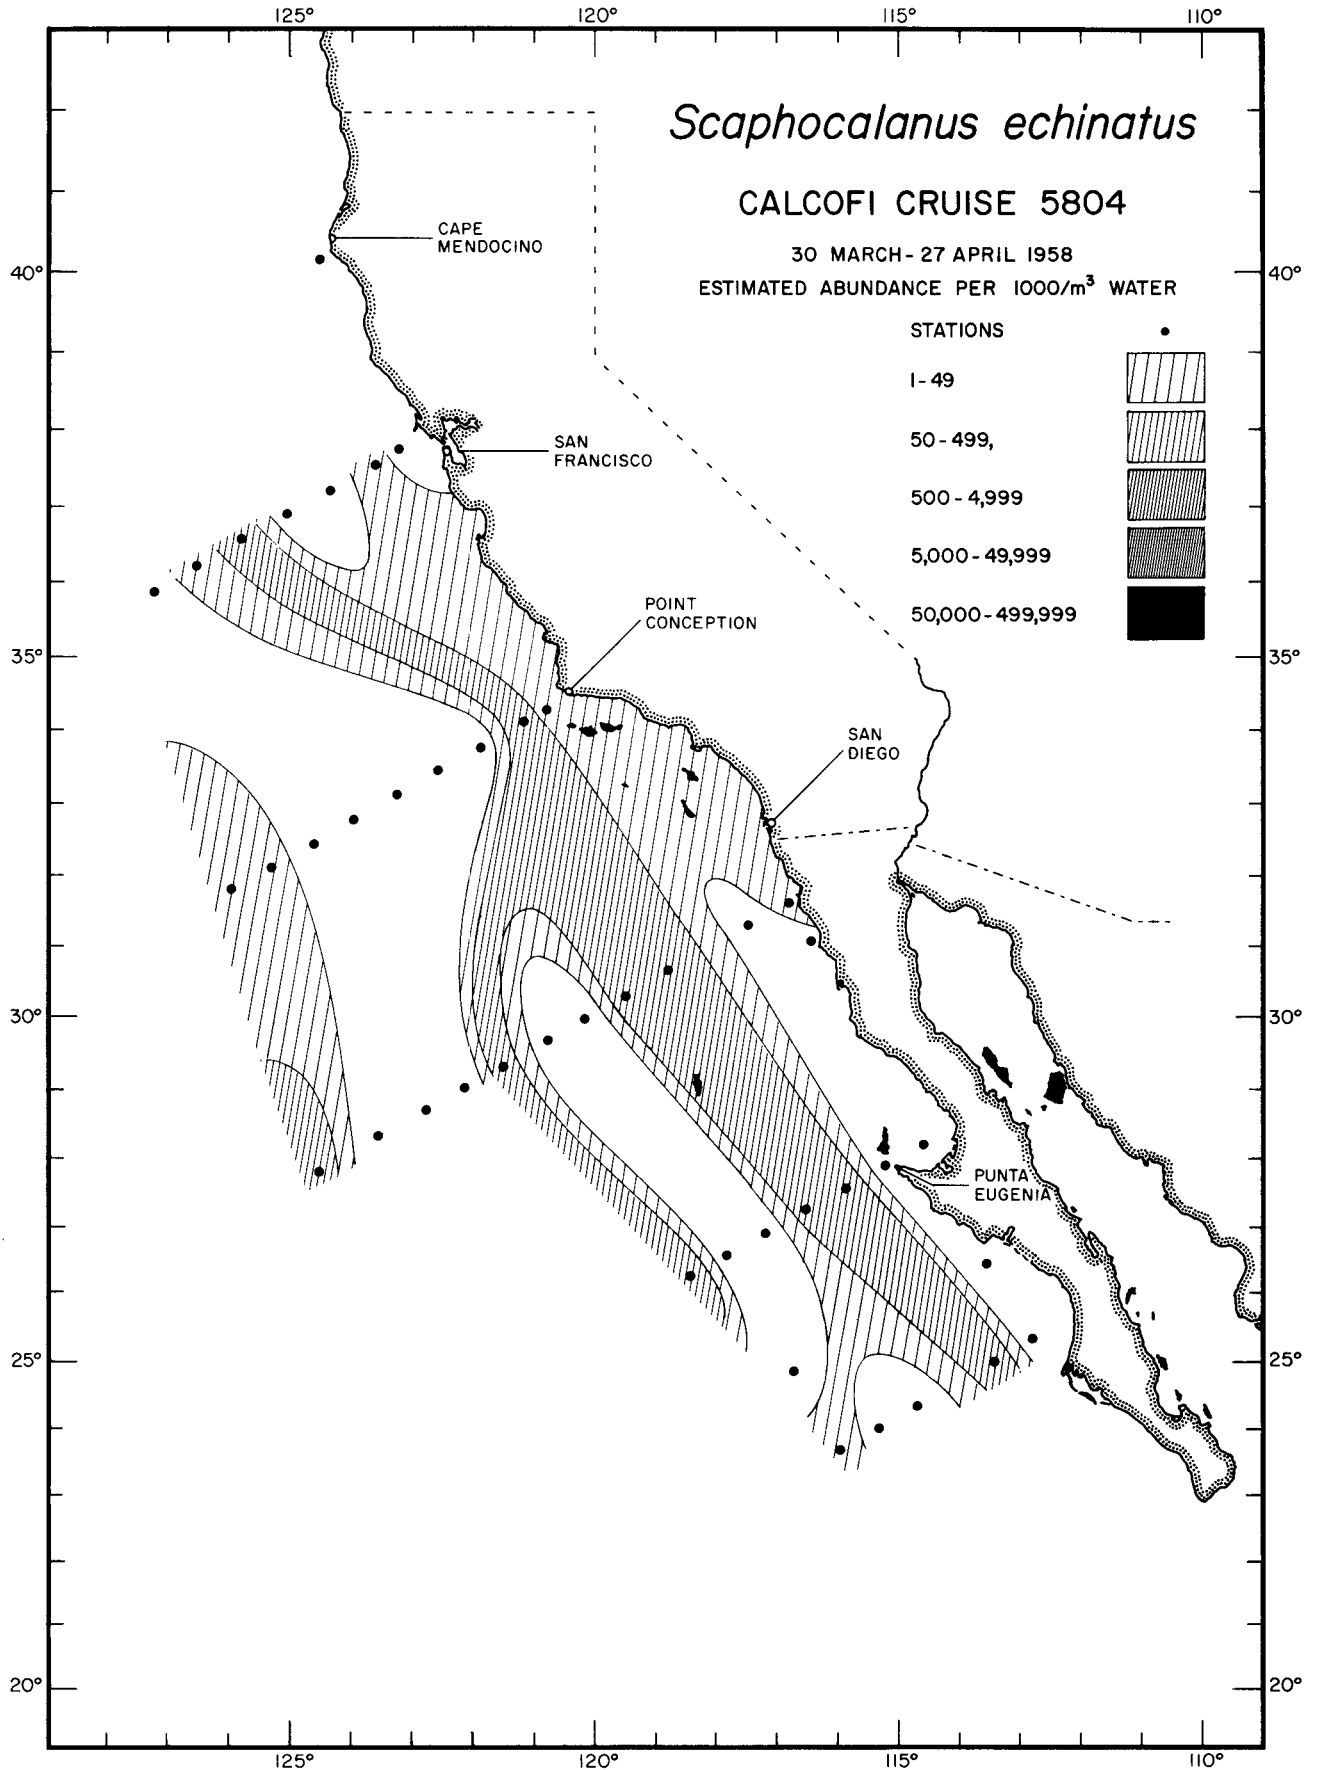 125° 120° 115° 110°
Scaphocalanus echinatus
CALCOFI CRUISE 5804
30 MARCH - 27 APRIL 1958
ESTIMATED ABUNDANCE PER 1000/m³ WATER
STATIONS
1 - 49
50 - 499,
500 - 4,999
5,000 - 49,999
50,000 - 499,999
CAPE
MENDOCINO
40° 40°
SAN
FRANCISCO
POINT
CONCEPTION
35° 35°
SAN
DIEGO
30° 30°
PUNTA
EUGENIA
25° 25°
20° 20°
125° 120° 115° 110°